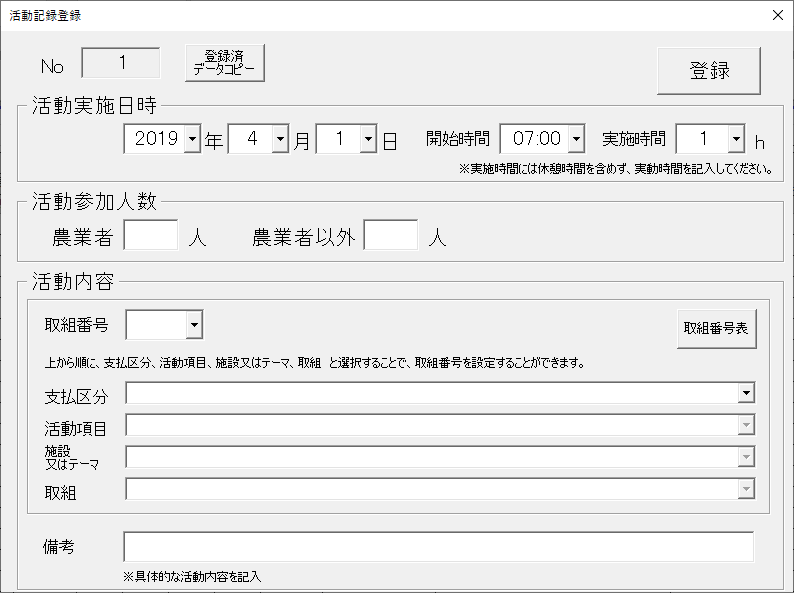 活動記録登録
No 1 登録済
データコピー 登録
活動実施日時
2019 年 4 月 1 日 開始時間 07:00 実施時間 1 h
※実施時間には休憩時間を含めず、実動時間を記入してください。
活動参加人数
農業者 人 農業者以外 人
活動内容
取組番号 取組番号表
上から順に、支払区分、活動項目、施設又はテーマ、取組 と選択することで、取組番号を設定することができます。
支払区分
活動項目
施設
又はテーマ
取組
備考
※具体的な活動内容を記入